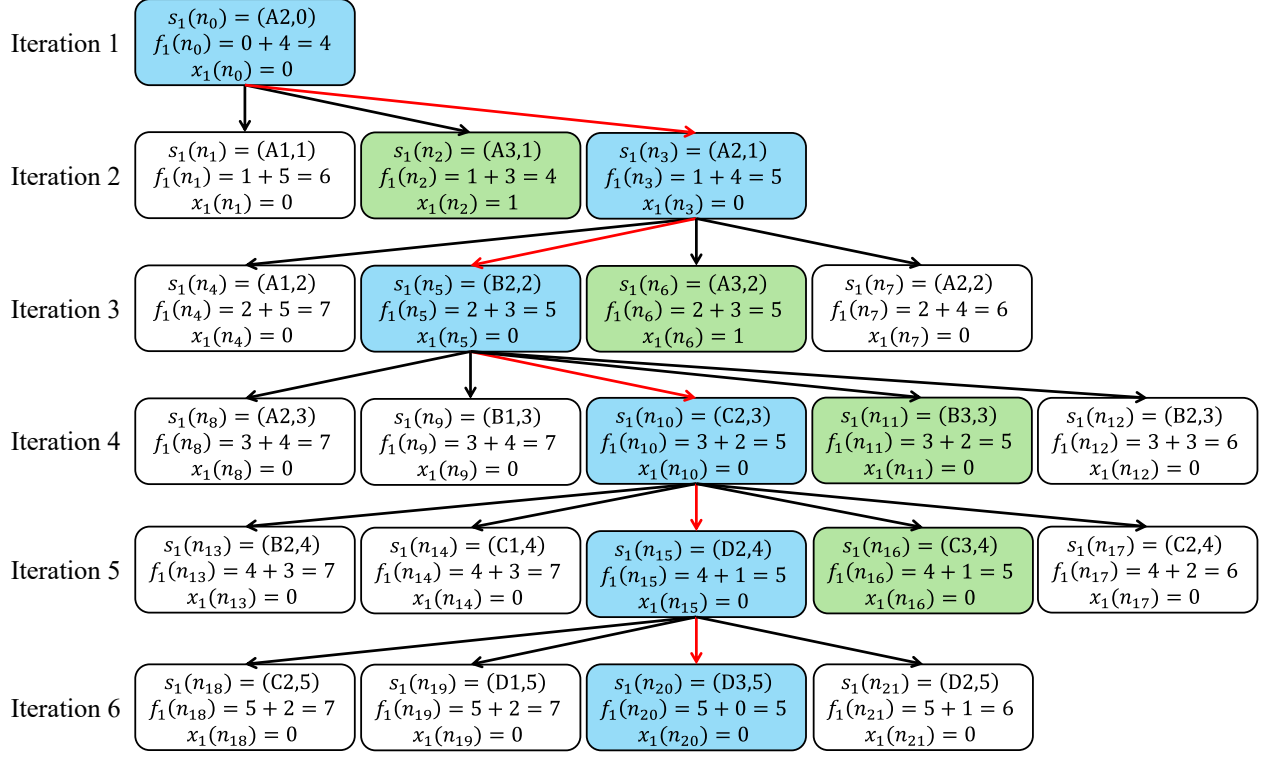 Iteration 1
s₁(n₀) = (A2,0)
f₁(n₀) = 0 + 4 = 4
x₁(n₀) = 0
Iteration 2
s₁(n₁) = (A1,1)
f₁(n₁) = 1 + 5 = 6
x₁(n₁) = 0
s₁(n₂) = (A3,1)
f₁(n₂) = 1 + 3 = 4
x₁(n₂) = 1
s₁(n₃) = (A2,1)
f₁(n₃) = 1 + 4 = 5
x₁(n₃) = 0
Iteration 3
s₁(n₄) = (A1,2)
f₁(n₄) = 2 + 5 = 7
x₁(n₄) = 0
s₁(n₅) = (B2,2)
f₁(n₅) = 2 + 3 = 5
x₁(n₅) = 0
s₁(n₆) = (A3,2)
f₁(n₆) = 2 + 3 = 5
x₁(n₆) = 1
s₁(n₇) = (A2,2)
f₁(n₇) = 2 + 4 = 6
x₁(n₇) = 0
Iteration 4
s₁(n₈) = (A2,3)
f₁(n₈) = 3 + 4 = 7
x₁(n₈) = 0
s₁(n₉) = (B1,3)
f₁(n₉) = 3 + 4 = 7
x₁(n₉) = 0
s₁(n₁₀) = (C2,3)
f₁(n₁₀) = 3 + 2 = 5
x₁(n₁₀) = 0
s₁(n₁₁) = (B3,3)
f₁(n₁₁) = 3 + 2 = 5
x₁(n₁₁) = 0
s₁(n₁₂) = (B2,3)
f₁(n₁₂) = 3 + 3 = 6
x₁(n₁₂) = 0
Iteration 5
s₁(n₁₃) = (B2,4)
f₁(n₁₃) = 4 + 3 = 7
x₁(n₁₃) = 0
s₁(n₁₄) = (C1,4)
f₁(n₁₄) = 4 + 3 = 7
x₁(n₁₄) = 0
s₁(n₁₅) = (D2,4)
f₁(n₁₅) = 4 + 1 = 5
x₁(n₁₅) = 0
s₁(n₁₆) = (C3,4)
f₁(n₁₆) = 4 + 1 = 5
x₁(n₁₆) = 0
s₁(n₁₇) = (C2,4)
f₁(n₁₇) = 4 + 2 = 6
x₁(n₁₇) = 0
Iteration 6
s₁(n₁₈) = (C2,5)
f₁(n₁₈) = 5 + 2 = 7
x₁(n₁₈) = 0
s₁(n₁₉) = (D1,5)
f₁(n₁₉) = 5 + 2 = 7
x₁(n₁₉) = 0
s₁(n₂₀) = (D3,5)
f₁(n₂₀) = 5 + 0 = 5
x₁(n₂₀) = 0
s₁(n₂₁) = (D2,5)
f₁(n₂₁) = 5 + 1 = 6
x₁(n₂₁) = 0